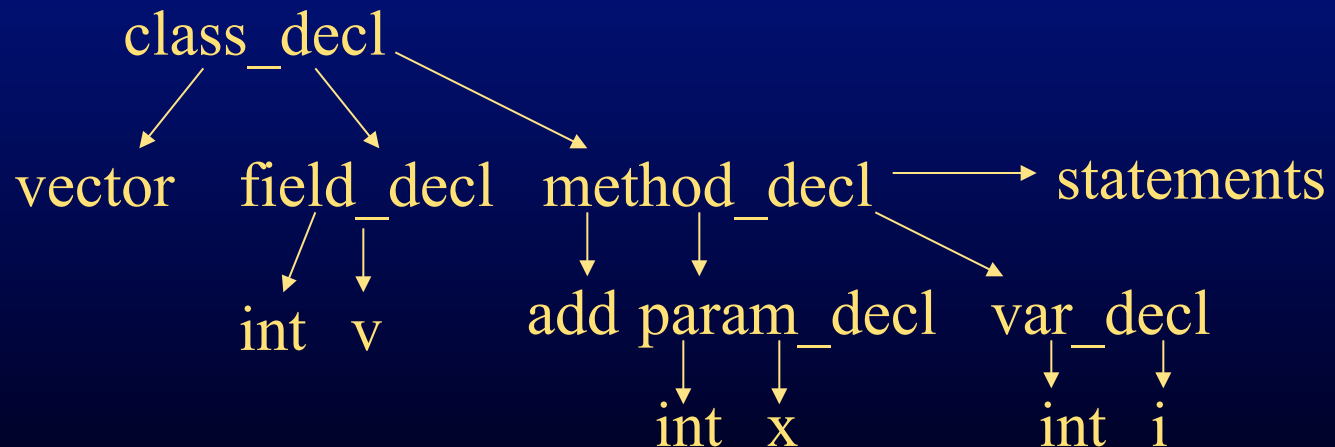 class_decl
vector field_decl method_decl statements
int v add param_decl var_decl
int x int i